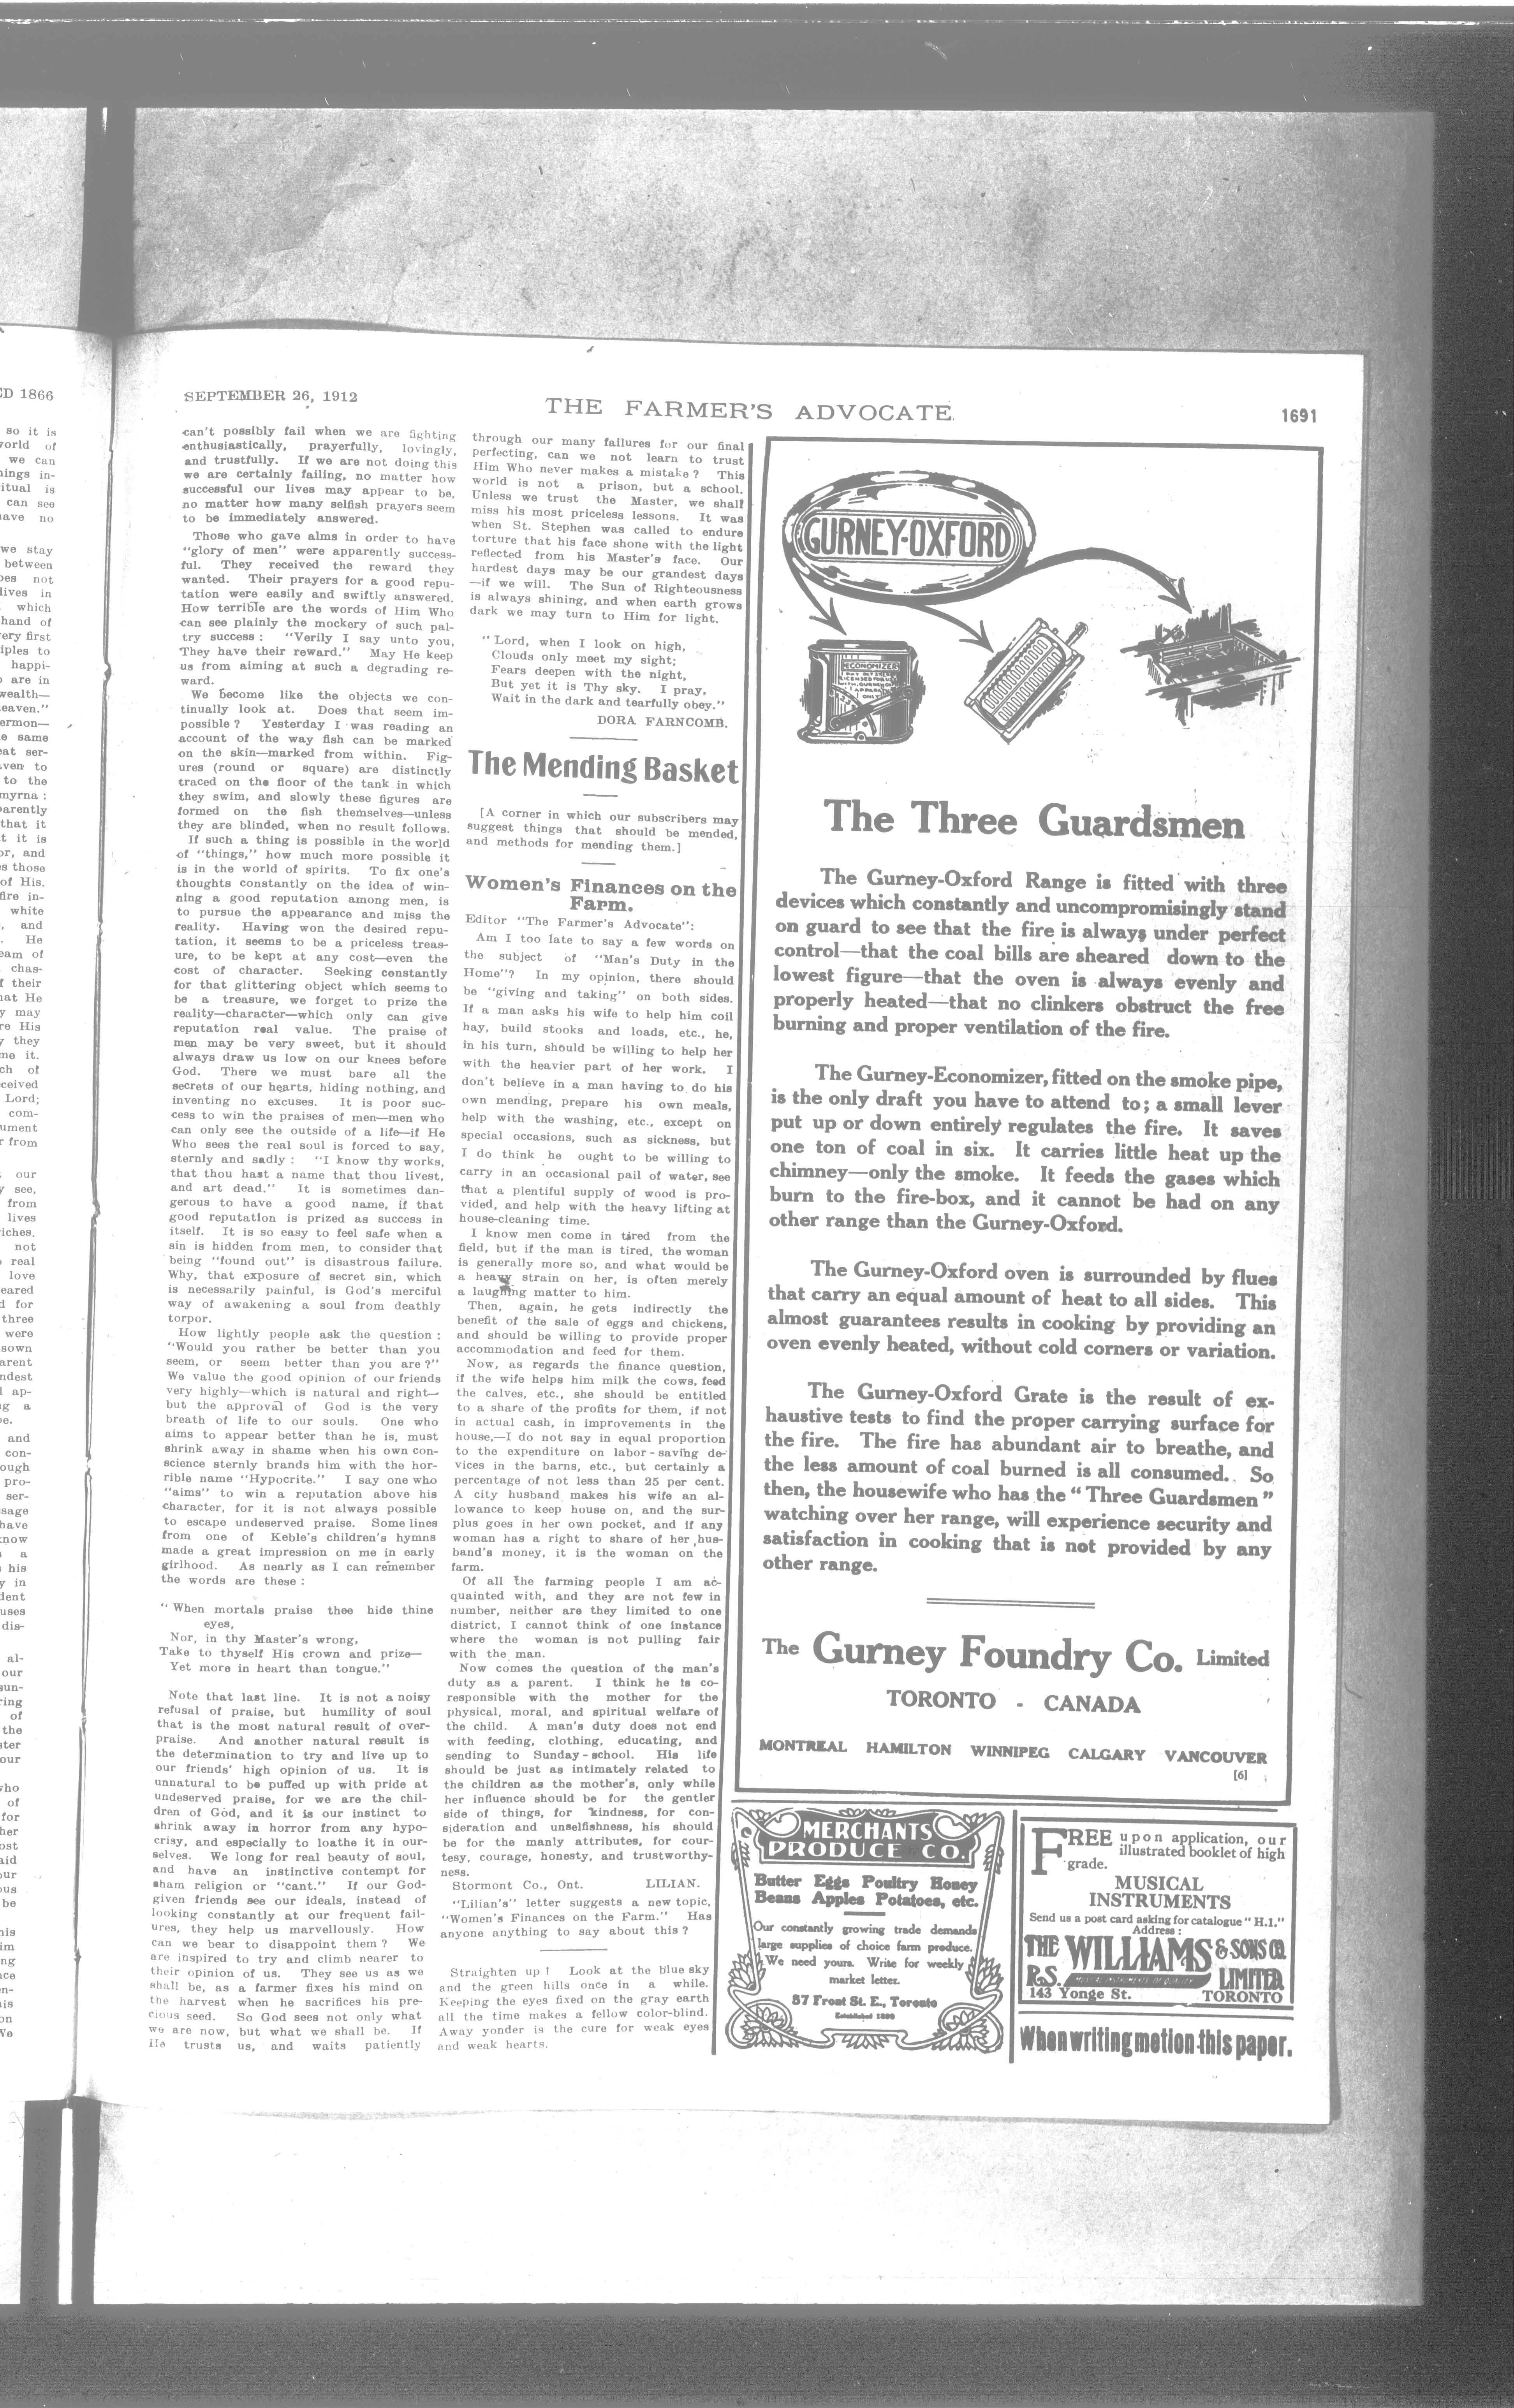 SEPTEMBER 26, 1912
THE FARMER'S ADVOCATE
1691
can't possibly fail when we are fighting
enthusiastically, prayerfully, lovingly,
and trustfully. If we are not doing this
we are certainly failing, no matter how
successful our lives may appear to be,
no matter how many selfish prayers seem
to be immediately answered.
Those who gave alms in order to have
"glory of men" were apparently success-
ful. They received the reward they
wanted. Their prayers for a good repu-
tation were easily and swiftly answered.
How terrible are the words of Him Who
can see plainly the mockery of such pal-
try success : "Verily I say unto you,
They have their reward." May He keep
us from aiming at such a degrading re-
ward.
We become like the objects we con-
tinually look at. Does that seem im-
possible ? Yesterday I was reading an
account of the way fish can be marked
on the skin—marked from within. Fig-
ures (round or square) are distinctly
traced on the floor of the tank in which
they swim, and slowly these figures are
formed on the fish themselves—unless
they are blinded, when no result follows.
If such a thing is possible in the world
of "things," how much more possible it
is in the world of spirits. To fix one's
thoughts constantly on the idea of win-
ning a good reputation among men, is
to pursue the appearance and miss the
reality. Having won the desired repu-
tation, it seems to be a priceless treas-
ure, to be kept at any cost—even the
cost of character. Seeking constantly
for that glittering object which seems to
be a treasure, we forget to prize the
reality—character—which only can give
reputation real value. The praise of
men may be very sweet, but it should
always draw us low on our knees before
God. There we must bare all the
secrets of our hearts, hiding nothing, and
inventing no excuses. It is poor suc-
cess to win the praises of men—men who
can only see the outside of a life—if He
Who sees the real soul is forced to say,
sternly and sadly : "I know thy works,
that thou hast a name that thou livest,
and art dead." It is sometimes dan-
gerous to have a good name, if that
good reputation is prized as success in
itself. It is so easy to feel safe when a
sin is hidden from men, to consider that
being "found out" is disastrous failure.
Why, that exposure of secret sin, which
is necessarily painful, is God's merciful
way of awakening a soul from deathly
torpor.
How lightly people ask the question :
"Would you rather be better than you
seem, or seem better than you are ?"
We value the good opinion of our friends
very highly—which is natural and right—
but the approval of God is the very
breath of life to our souls. One who
aims to appear better than he is, must
shrink away in shame when his own con-
science sternly brands him with the hor-
rible name "Hypocrite." I say one who
"aims" to win a reputation above his
character, for it is not always possible
to escape undeserved praise. Some lines
from one of Keble's children's hymns
made a great impression on me in early
girlhood. As nearly as I can remember
the words are these :
" When mortals praise thee hide thine
eyes,
Nor, in thy Master's wrong,
Take to thyself His crown and prize—
Yet more in heart than tongue."
Note that last line. It is not a noisy
refusal of praise, but humility of soul
that is the most natural result of over-
praise. And another natural result is
the determination to try and live up to
our friends' high opinion of us. It is
unnatural to be puffed up with pride at
undeserved praise, for we are the chil-
dren of God, and it is our instinct to
shrink away in horror from any hypo-
crisy, and especially to loathe it in our-
selves. We long for real beauty of soul,
and have an instinctive contempt for
sham religion or "cant." If our God-
given friends see our ideals, instead of
looking constantly at our frequent fail-
ures, they help us marvellously. How
can we bear to disappoint them ? We
are inspired to try and climb nearer to
their opinion of us. They see us as we
shall be, as a farmer fixes his mind on
the harvest when he sacrifices his pre-
cious seed. So God sees not only what
we are now, but what we shall be. If
He trusts us, and waits patiently
through our many failures for our final
perfecting, can we not learn to trust
Him Who never makes a mistake ? This
world is not a prison, but a school.
Unless we trust the Master, we shall
miss his most priceless lessons. It was
when St. Stephen was called to endure
torture that his face shone with the light
reflected from his Master's face. Our
hardest days may be our grandest days
—if we will. The Sun of Righteousness
is always shining, and when earth grows
dark we may turn to Him for light.
" Lord, when I look on high,
Clouds only meet my sight;
Fears deepen with the night,
But yet it is Thy sky. I pray,
Wait in the dark and tearfully obey."
DORA FARNCOMB.
The Mending Basket
[A corner in which our subscribers may
suggest things that should be mended,
and methods for mending them.]
Women's Finances on the
Farm.
Editor "The Farmer's Advocate":
Am I too late to say a few words on
the subject of "Man's Duty in the
Home"? In my opinion, there should
be "giving and taking" on both sides.
If a man asks his wife to help him coil
hay, build stooks and loads, etc., he,
in his turn, should be willing to help her
with the heavier part of her work. I
don't believe in a man having to do his
own mending, prepare his own meals,
help with the washing, etc., except on
special occasions, such as sickness, but
I do think he ought to be willing to
carry in an occasional pail of water, see
that a plentiful supply of wood is pro-
vided, and help with the heavy lifting at
house-cleaning time.
I know men come in tired from the
field, but if the man is tired, the woman
is generally more so, and what would be
a heavy strain on her, is often merely
a laughing matter to him.
Then, again, he gets indirectly the
benefit of the sale of eggs and chickens,
and should be willing to provide proper
accommodation and feed for them.
Now, as regards the finance question,
if the wife helps him milk the cows, feed
the calves, etc., she should be entitled
to a share of the profits for them, if not
in actual cash, in improvements in the
house,—I do not say in equal proportion
to the expenditure on labor-saving de-
vices in the barns, etc., but certainly a
percentage of not less than 25 per cent.
A city husband makes his wife an al-
lowance to keep house on, and the sur-
plus goes in her own pocket, and if any
woman has a right to share of her hus-
band's money, it is the woman on the
farm.
Of all the farming people I am ac-
quainted with, and they are not few in
number, neither are they limited to one
district, I cannot think of one instance
where the woman is not pulling fair
with the man.
Now comes the question of the man's
duty as a parent. I think he is co-
responsible with the mother for the
physical, moral, and spiritual welfare of
the child. A man's duty does not end
with feeding, clothing, educating, and
sending to Sunday-school. His life
should be just as intimately related to
the children as the mother's, only while
her influence should be for the gentler
side of things, for kindness, for con-
sideration and unselfishness, his should
be for the manly attributes, for cour-
tesy, courage, honesty, and trustworthy-
ness.
Stormont Co., Ont. LILIAN.
"Lilian's" letter suggests a new topic,
"Women's Finances on the Farm." Has
anyone anything to say about this ?
Straighten up ! Look at the blue sky
and the green hills once in a while.
Keeping the eyes fixed on the gray earth
all the time makes a fellow color-blind.
Away yonder is the cure for weak eyes
and weak hearts.
GURNEY-OXFORD
ECONOMIZER
The Three Guardsmen
The Gurney-Oxford Range is fitted with three
devices which constantly and uncompromisingly stand
on guard to see that the fire is always under perfect
control—that the coal bills are sheared down to the
lowest figure—that the oven is always evenly and
properly heated—that no clinkers obstruct the free
burning and proper ventilation of the fire.
The Gurney-Economizer, fitted on the smoke pipe,
is the only draft you have to attend to; a small lever
put up or down entirely regulates the fire. It saves
one ton of coal in six. It carries little heat up the
chimney—only the smoke. It feeds the gases which
burn to the fire-box, and it cannot be had on any
other range than the Gurney-Oxford.
The Gurney-Oxford oven is surrounded by flues
that carry an equal amount of heat to all sides. This
almost guarantees results in cooking by providing an
oven evenly heated, without cold corners or variation.
The Gurney-Oxford Grate is the result of ex-
haustive tests to find the proper carrying surface for
the fire. The fire has abundant air to breathe, and
the less amount of coal burned is all consumed. So
then, the housewife who has the "Three Guardsmen"
watching over her range, will experience security and
satisfaction in cooking that is not provided by any
other range.
The Gurney Foundry Co. Limited
TORONTO - CANADA
MONTREAL HAMILTON WINNIPEG CALGARY VANCOUVER
[6]
MERCHANTS
PRODUCE CO.
Butter Eggs Poultry Honey
Beans Apples Potatoes, etc.
Our constantly growing trade demands
large supplies of choice farm produce.
We need yours. Write for weekly
market letter.
57 Front St. E., Toronto
Established 1890
FREE upon application, our
illustrated booklet of high
grade.
MUSICAL
INSTRUMENTS
Send us a post card asking for catalogue "H.1."
Address :
THE R.S. WILLIAMS & SONS CO. LIMITED
MUSICAL INSTRUMENTS OF QUALITY
143 Yonge St. TORONTO
When writing metion this paper.